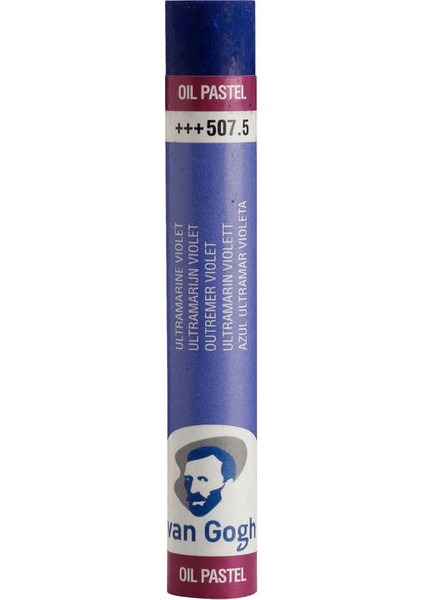 OIL PASTEL
+++507.5
ULTRAMARINE VIOLET
ULTRAMARIJN VIOLET
OUTREMER VIOLET
ULTRAMARIN VIOLETT
AZUL ULTRAMAR VIOLETA
van Gogh
OIL PASTEL